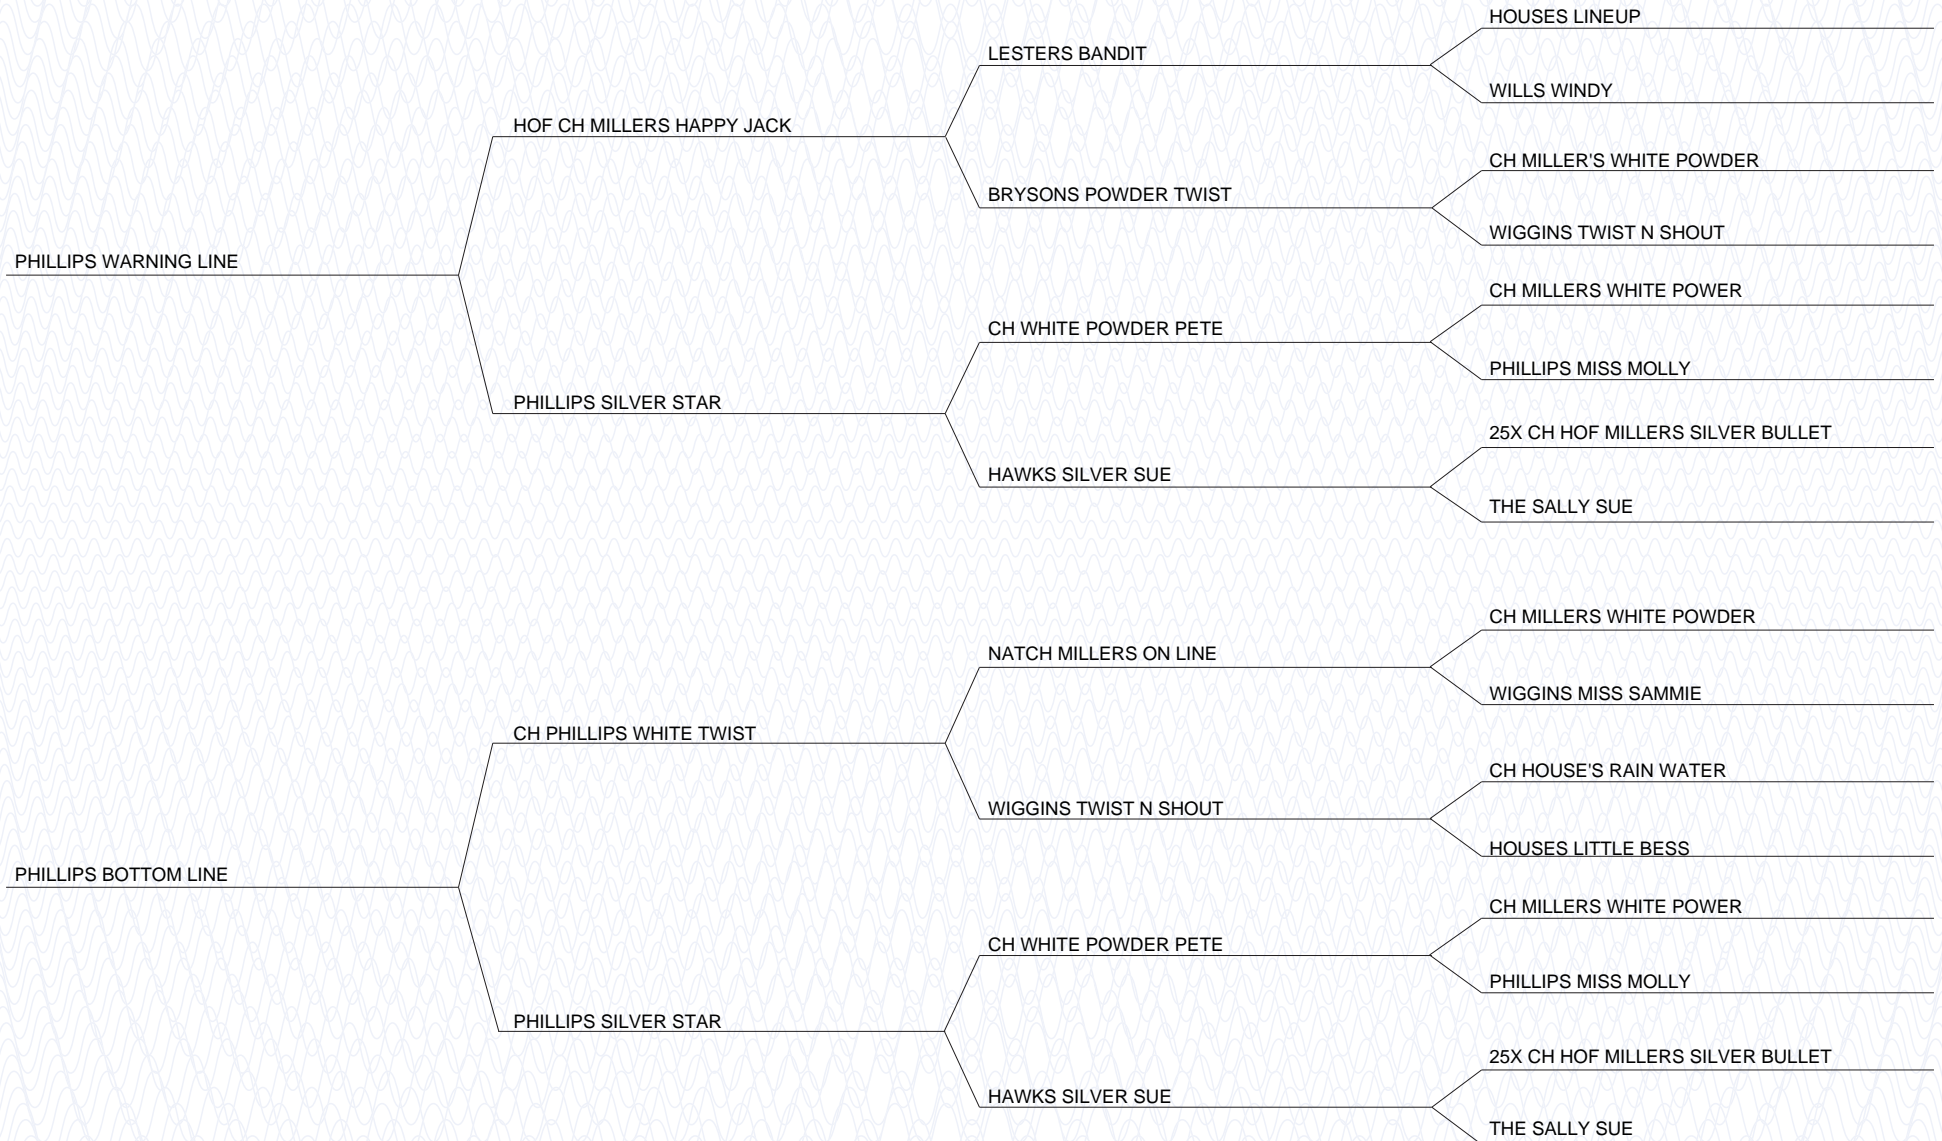 HOUSES LINEUP
LESTERS BANDIT
WILLS WINDY
HOF CH MILLERS HAPPY JACK
CH MILLER'S WHITE POWDER
BRYSONS POWDER TWIST
WIGGINS TWIST N SHOUT
PHILLIPS WARNING LINE
CH MILLERS WHITE POWER
CH WHITE POWDER PETE
PHILLIPS MISS MOLLY
PHILLIPS SILVER STAR
25X CH HOF MILLERS SILVER BULLET
HAWKS SILVER SUE
THE SALLY SUE
CH MILLERS WHITE POWDER
NATCH MILLERS ON LINE
WIGGINS MISS SAMMIE
CH PHILLIPS WHITE TWIST
CH HOUSE'S RAIN WATER
WIGGINS TWIST N SHOUT
HOUSES LITTLE BESS
PHILLIPS BOTTOM LINE
CH MILLERS WHITE POWER
CH WHITE POWDER PETE
PHILLIPS MISS MOLLY
PHILLIPS SILVER STAR
25X CH HOF MILLERS SILVER BULLET
HAWKS SILVER SUE
THE SALLY SUE